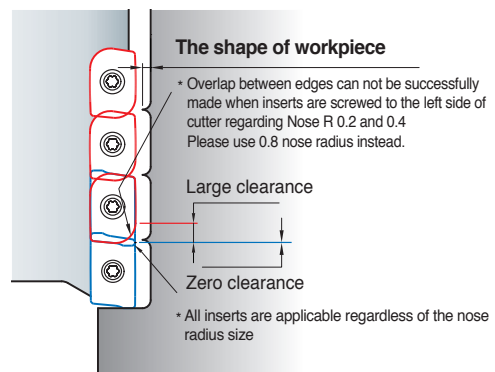 The shape of workpiece
* Overlap between edges can not be successfully
made when inserts are screwed to the left side of
cutter regarding Nose R 0.2 and 0.4
Please use 0.8 nose radius instead.
Large clearance
Zero clearance
* All inserts are applicable regardless of the nose
radius size